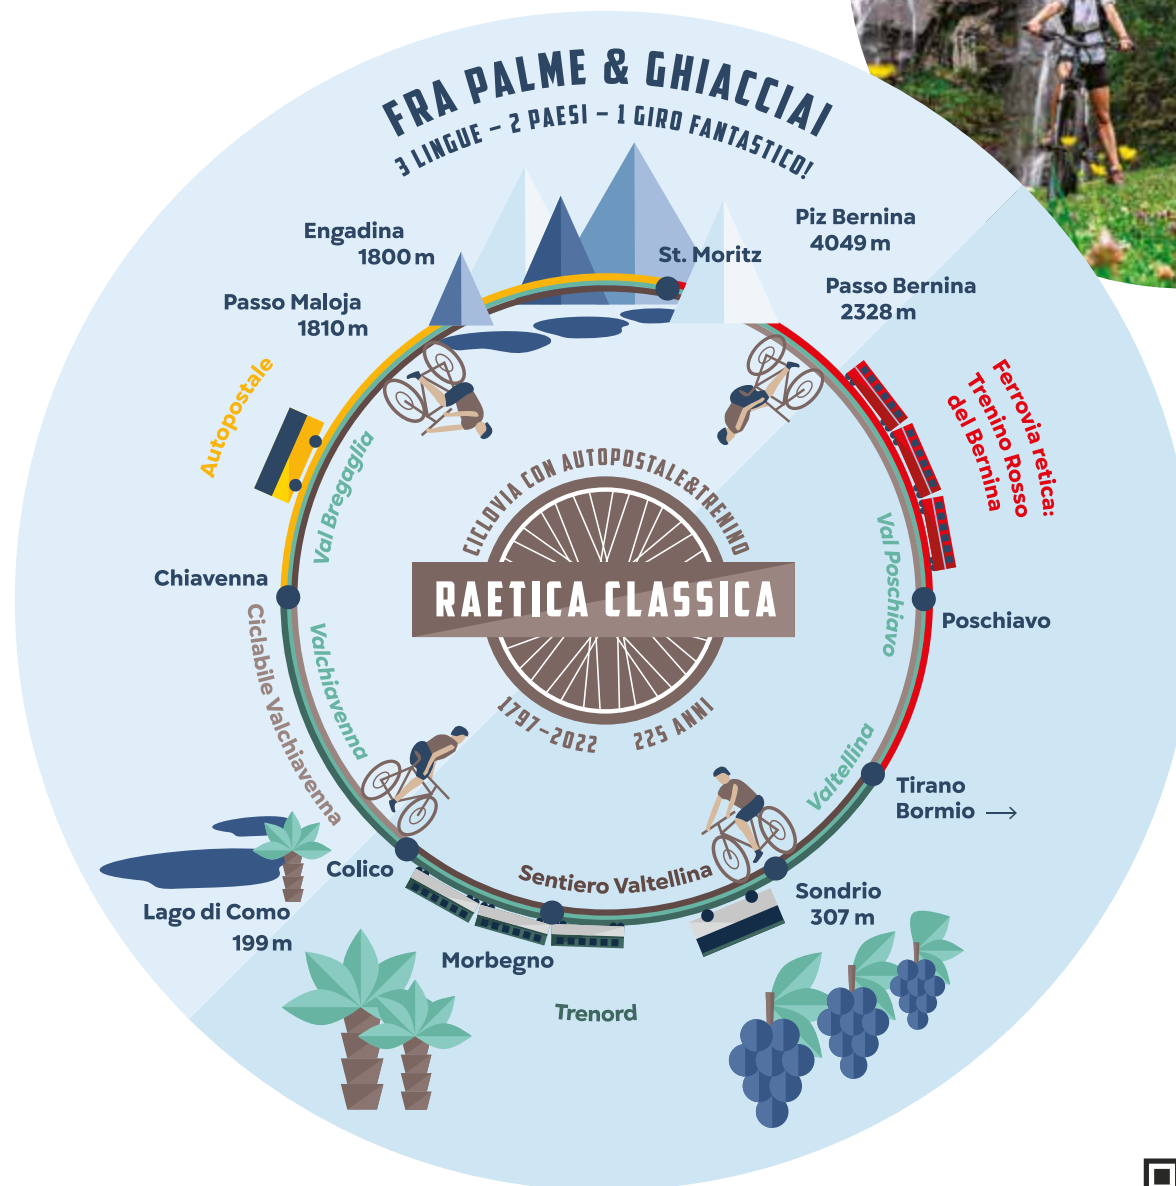 FRA PALME & GHIACCIAI
3 LINGUE – 2 PAESI – 1 GIRO FANTASTICO!
Engadina
1800 m
Piz Bernina
4049 m
St. Moritz
Passo Maloja
1810 m
Passo Bernina
2328 m
Autopostale
Ferrovia retica:
Trenino Rosso
del Bernina
Val Bregaglia
CICLOVIA CON AUTOPOSTALE&TRENINO
RAETICA CLASSICA
1797–2022 225 ANNI
Val Poschiavo
Chiavenna
Poschiavo
Ciclabile Valchiavenna
Valchiavenna
Valtellina
Tirano
Bormio →
Colico
Sentiero Valtellina
Sondrio
307 m
Lago di Como
199 m
Morbegno
Trenord